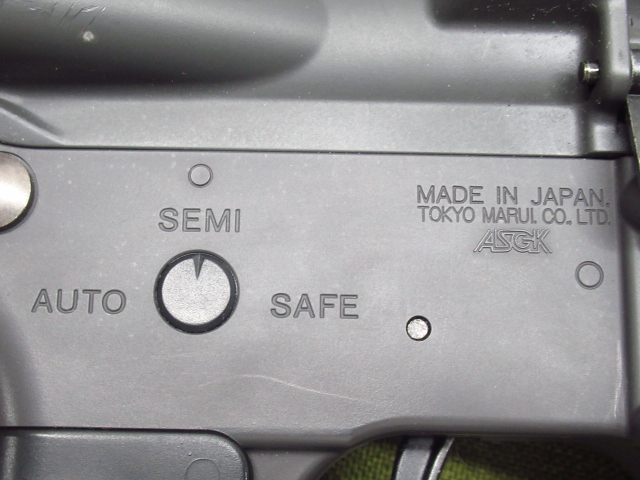 SEMI
AUTO
SAFE
MADE IN JAPAN.
TOKYO MARUI. CO., LTD.
ASGK